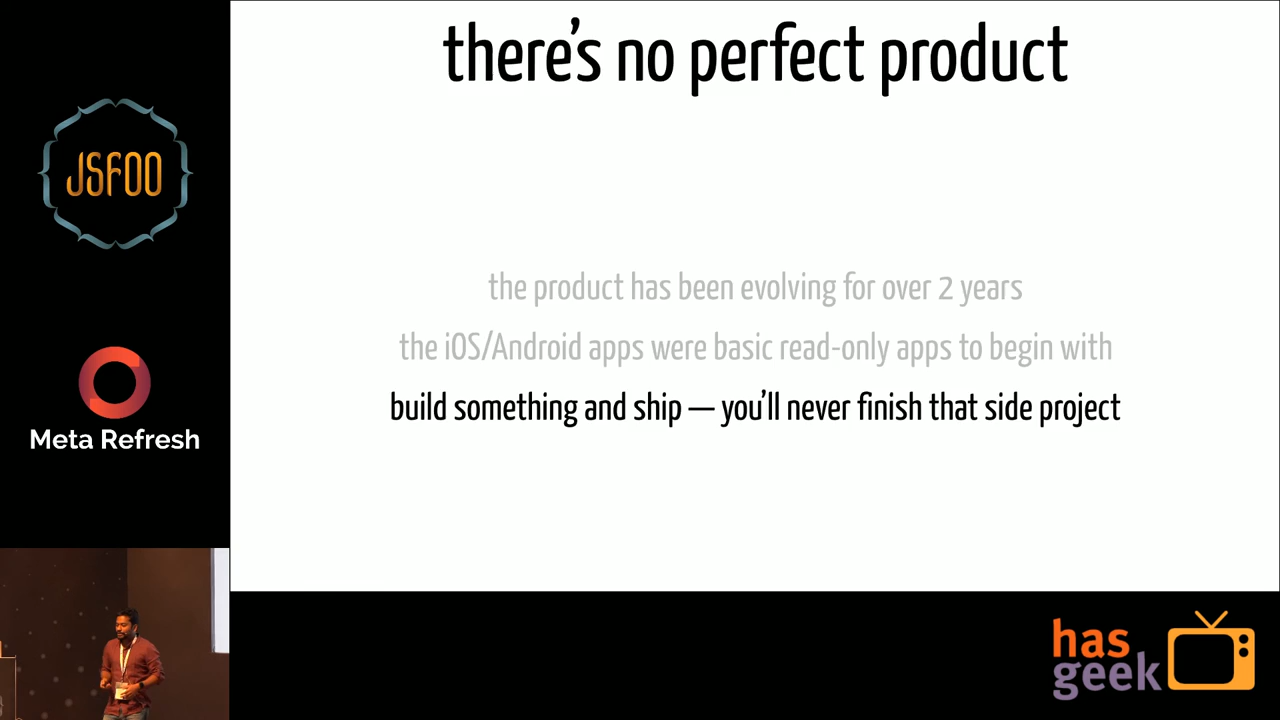 there's no perfect product
JSFOO
the product has been evolving for over 2 years
the iOS/Android apps were basic read-only apps to begin with
build something and ship — you'll never finish that side project
Meta Refresh
has
geek